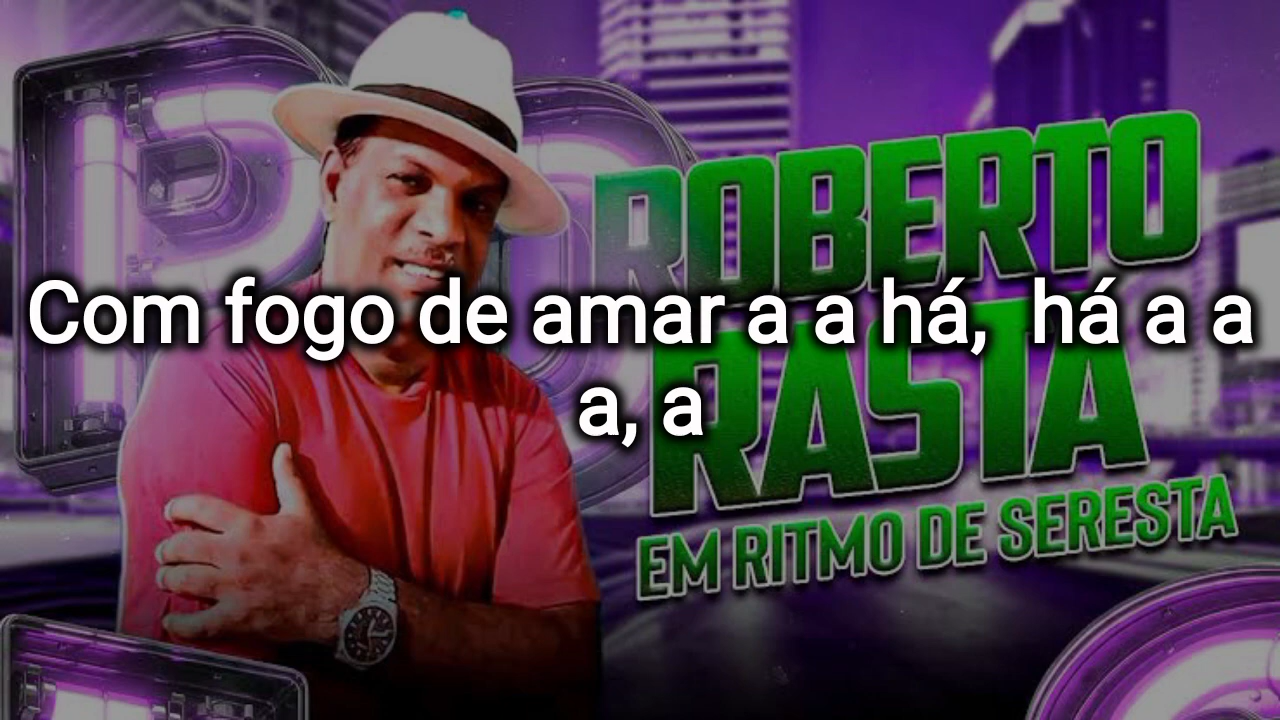 ROBERTO
RASTA
EM RITMO DE SERESTA
Com fogo de amar a a há,  há a a
a, a